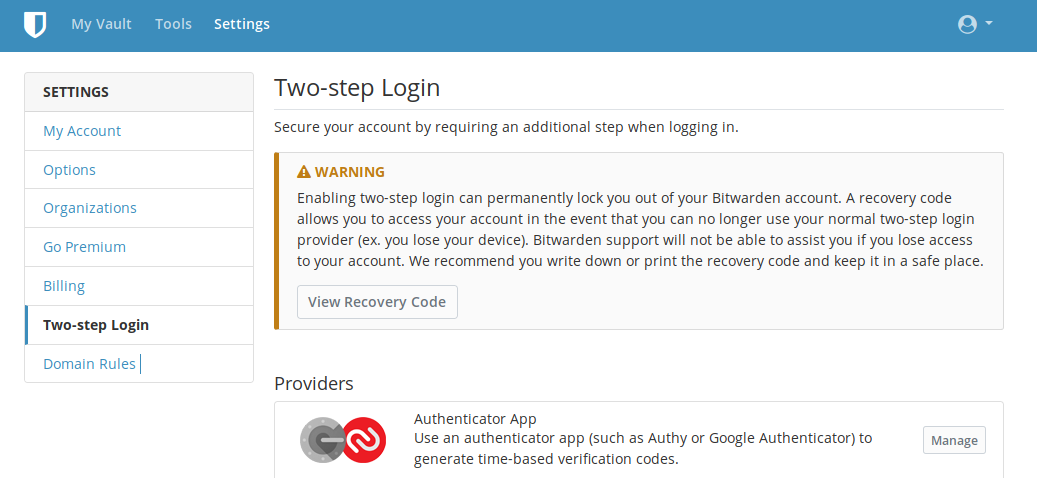 My Vault Tools Settings
SETTINGS
My Account
Options
Organizations
Go Premium
Billing
Two-step Login
Domain Rules
Two-step Login
Secure your account by requiring an additional step when logging in.
WARNING
Enabling two-step login can permanently lock you out of your Bitwarden account. A recovery code
allows you to access your account in the event that you can no longer use your normal two-step login
provider (ex. you lose your device). Bitwarden support will not be able to assist you if you lose access
to your account. We recommend you write down or print the recovery code and keep it in a safe place.
View Recovery Code
Providers
Authenticator App
Use an authenticator app (such as Authy or Google Authenticator) to
generate time-based verification codes.
Manage